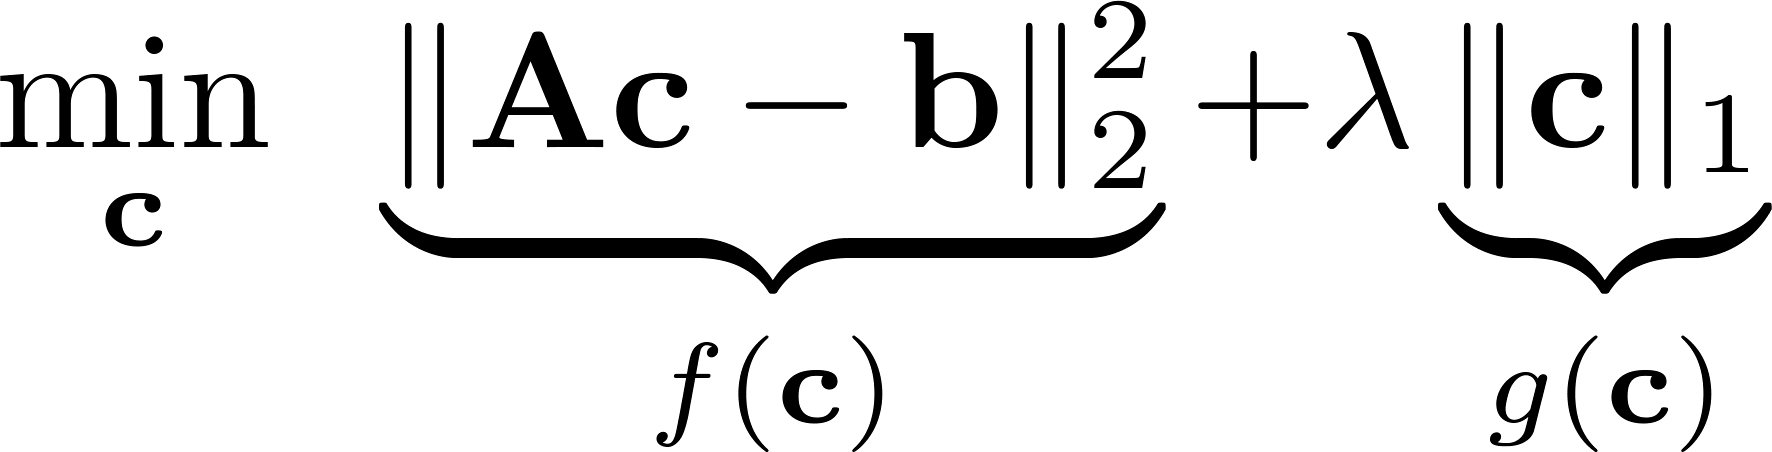 min ‖Ac − b‖₂² + λ ‖c‖₁
c
f(c) g(c)